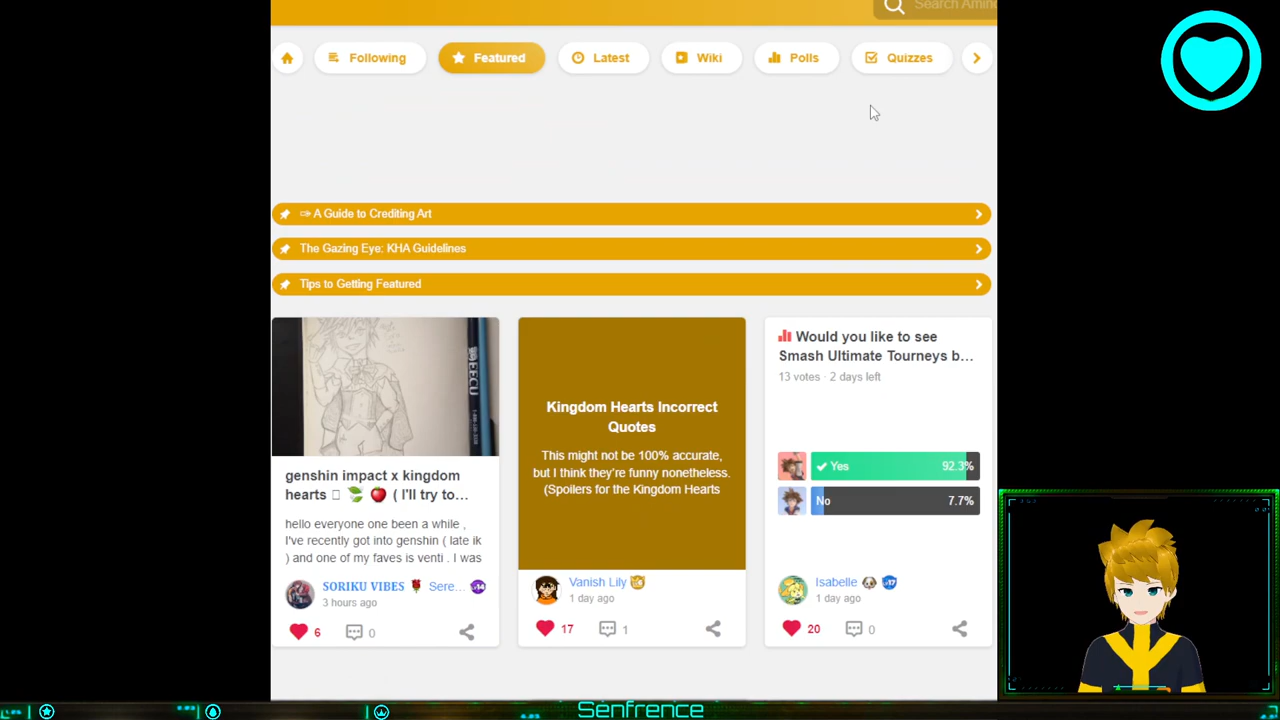 Search Amino
Following
Featured
Latest
Wiki
Polls
Quizzes
A Guide to Crediting Art
The Gazing Eye: KHA Guidelines
Tips to Getting Featured
genshin impact x kingdom
hearts 🍃 🍎 ( I'll try to...
hello everyone one been a while ,
I've recently got into genshin ( late ik
) and one of my faves is venti . I was
SORIKU VIBES 🌹 Sere...
3 hours ago
6
0
Kingdom Hearts Incorrect
Quotes
This might not be 100% accurate,
but I think they're funny nonetheless.
(Spoilers for the Kingdom Hearts
Vanish Lily
1 day ago
17
1
Would you like to see
Smash Ultimate Tourneys b...
13 votes · 2 days left
Yes 92.3%
No 7.7%
Isabelle 🐶
1 day ago
20
0
Senfrence